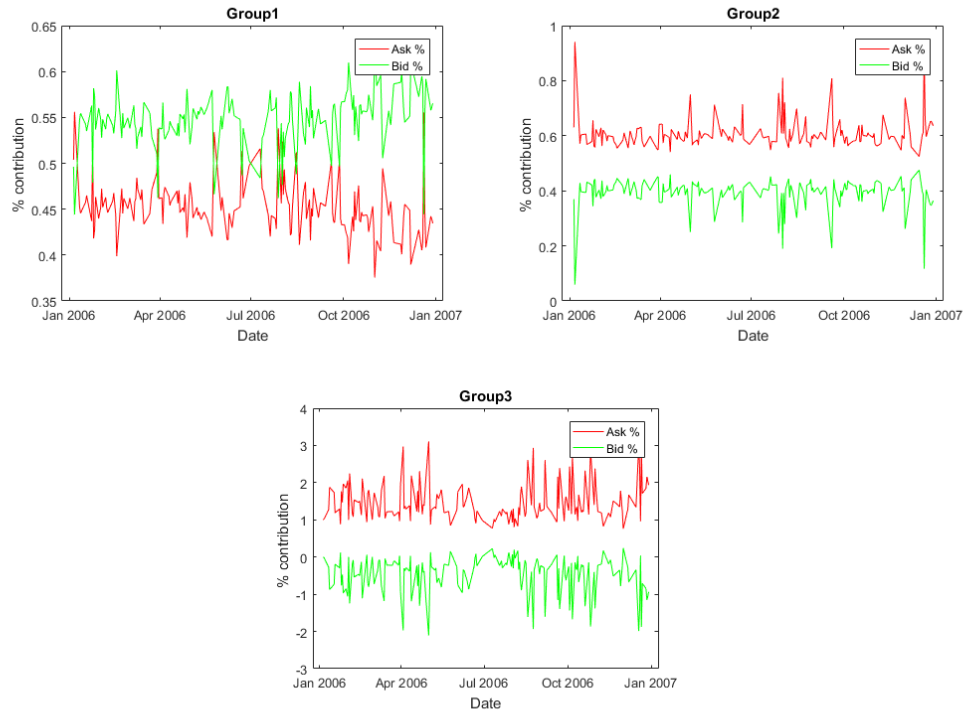 Group1
0.65
0.6
0.55
0.5
0.45
0.4
0.35
% contribution
Ask %
Bid %
Jan 2006 Apr 2006 Jul 2006 Oct 2006 Jan 2007
Date
Group2
1
0.8
0.6
0.4
0.2
0
% contribution
Ask %
Bid %
Jan 2006 Apr 2006 Jul 2006 Oct 2006 Jan 2007
Date
Group3
4
3
2
1
0
-1
-2
-3
% contribution
Ask %
Bid %
Jan 2006 Apr 2006 Jul 2006 Oct 2006 Jan 2007
Date